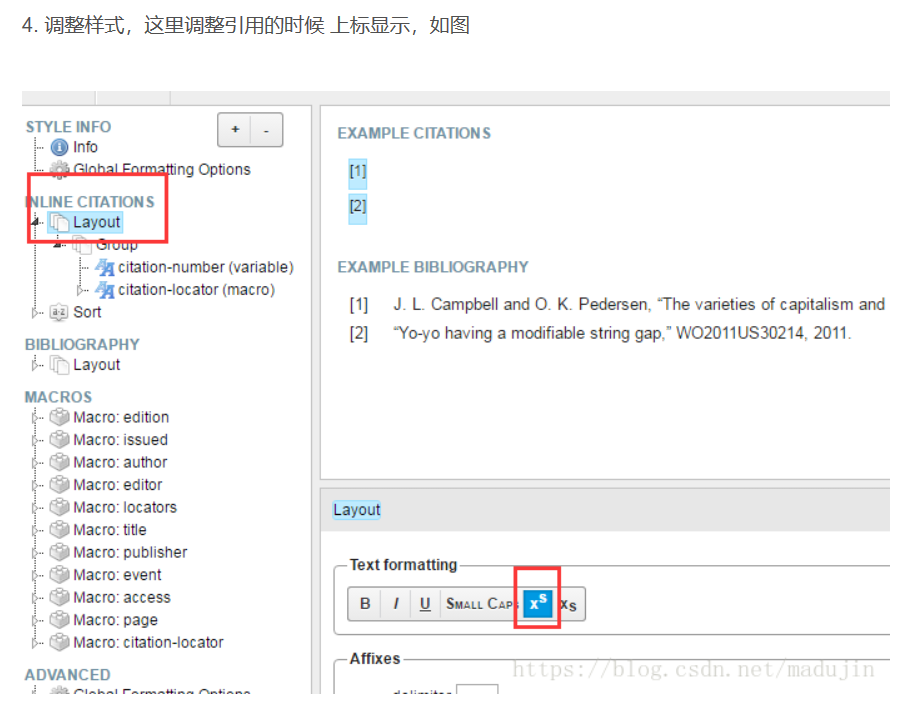 4. 调整样式，这里调整引用的时候 上标显示，如图
STYLE INFO
+ -
Info
Global Formatting Options
INLINE CITATIONS
Layout
Group
citation-number (variable)
citation-locator (macro)
Sort
BIBLIOGRAPHY
Layout
MACROS
Macro: edition
Macro: issued
Macro: author
Macro: editor
Macro: locators
Macro: title
Macro: publisher
Macro: event
Macro: access
Macro: page
Macro: citation-locator
ADVANCED
Global Formatting Options
EXAMPLE CITATIONS
[1]
[2]
EXAMPLE BIBLIOGRAPHY
[1] J. L. Campbell and O. K. Pedersen, “The varieties of capitalism and
[2] “Yo-yo having a modifiable string gap,” WO2011US30214, 2011.
Layout
Text formatting
B I U SMALL CAPS xS xS
Affixes
https://blog.csdn.net/madujin
delimiter